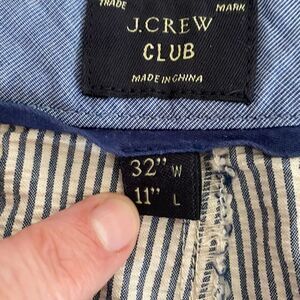 TRADE MARK
J.CREW
CLUB
MADE IN CHINA
32" W
11" L